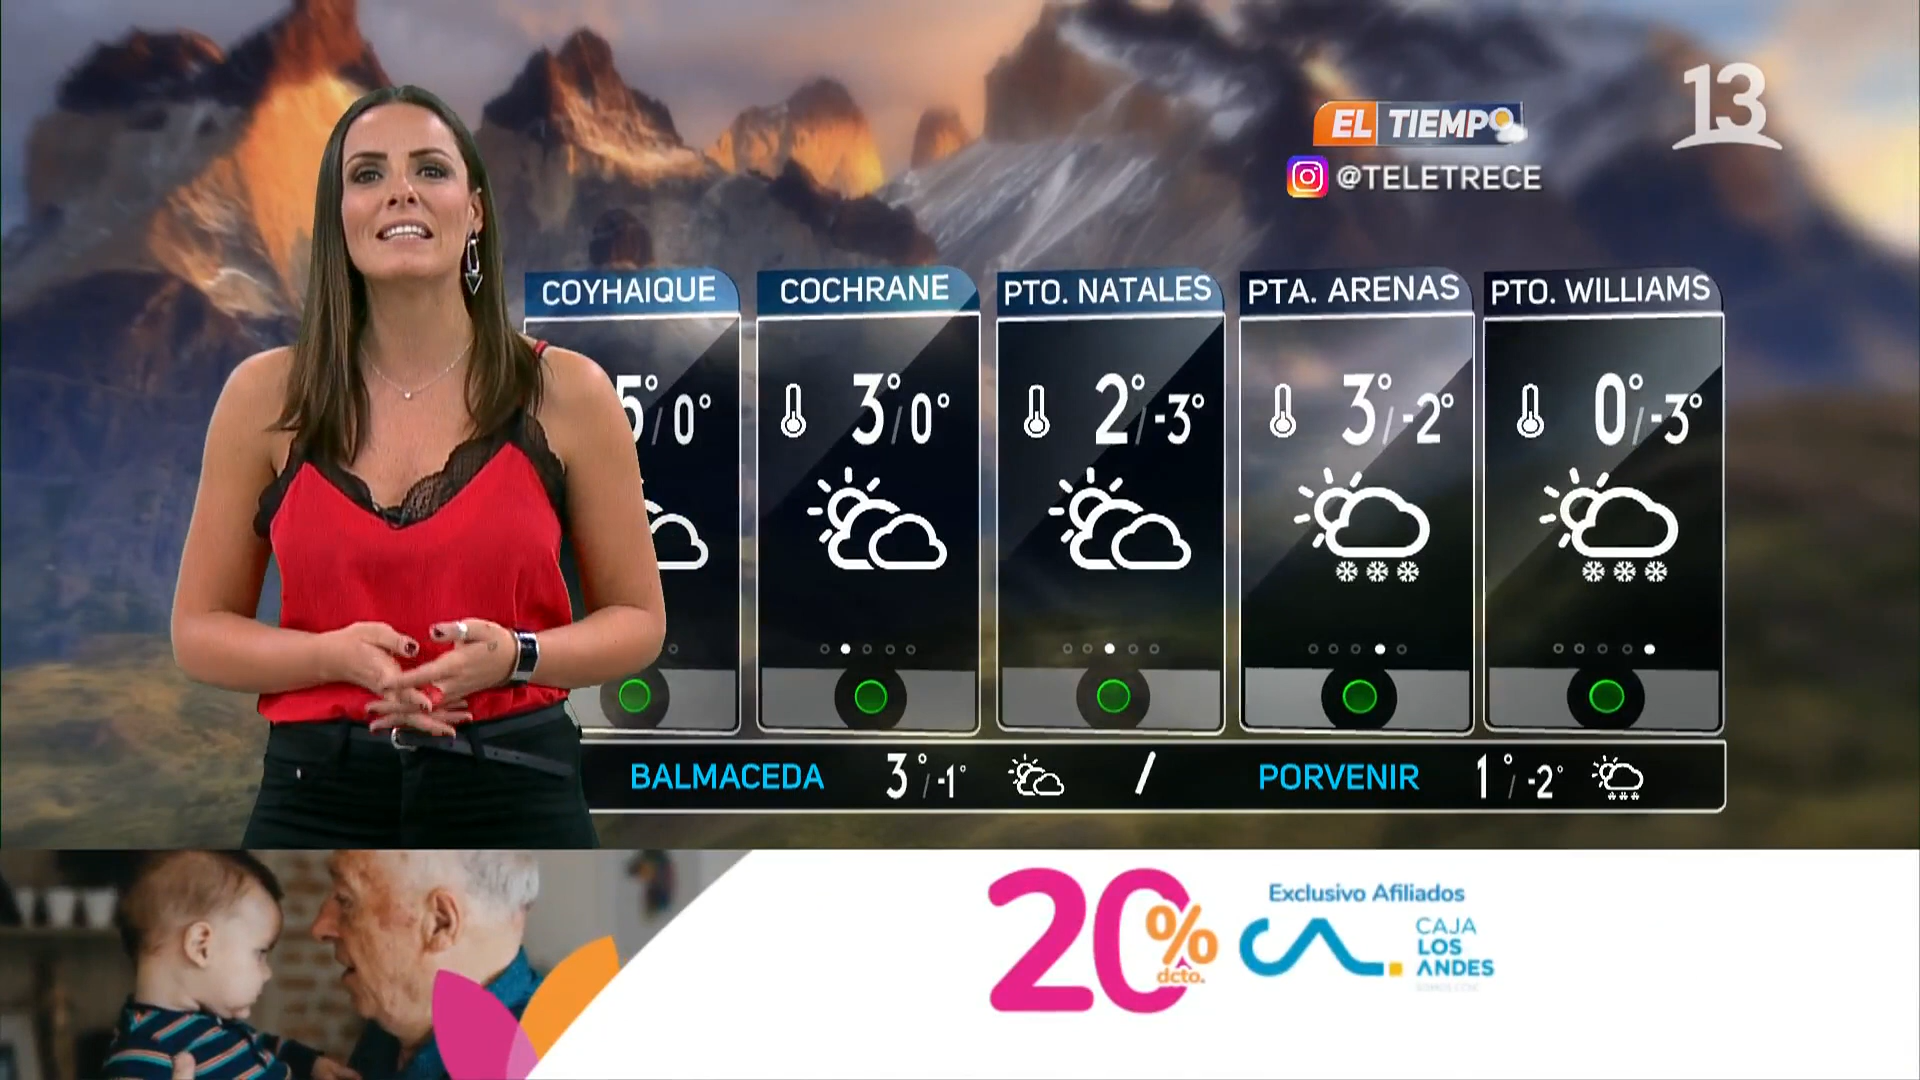 13
EL TIEMPO
@TELETRECE
COYHAIQUE
5°/0°
COCHRANE
3°/0°
PTO. NATALES
2°/-3°
PTA. ARENAS
3°/-2°
PTO. WILLIAMS
0°/-3°
BALMACEDA 3°/-1° / PORVENIR 1°/-2°
20% dcto.
Exclusivo Afiliados
CAJA
LOS
ANDES